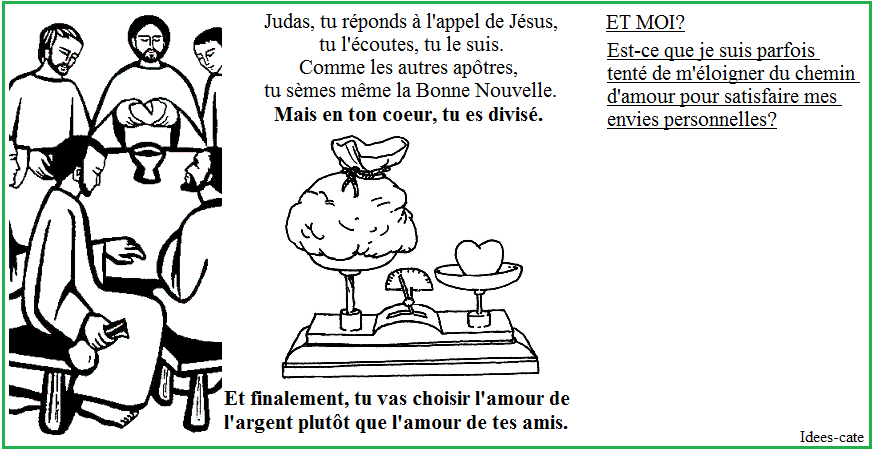 Judas, tu réponds à l'appel de Jésus,
tu l'écoutes, tu le suis.
Comme les autres apôtres,
tu sèmes même la Bonne Nouvelle.
Mais en ton coeur, tu es divisé.
Et finalement, tu vas choisir l'amour de
l'argent plutôt que l'amour de tes amis.
ET MOI?
Est-ce que je suis parfois
tenté de m'éloigner du chemin
d'amour pour satisfaire mes
envies personnelles?
Idees-cate